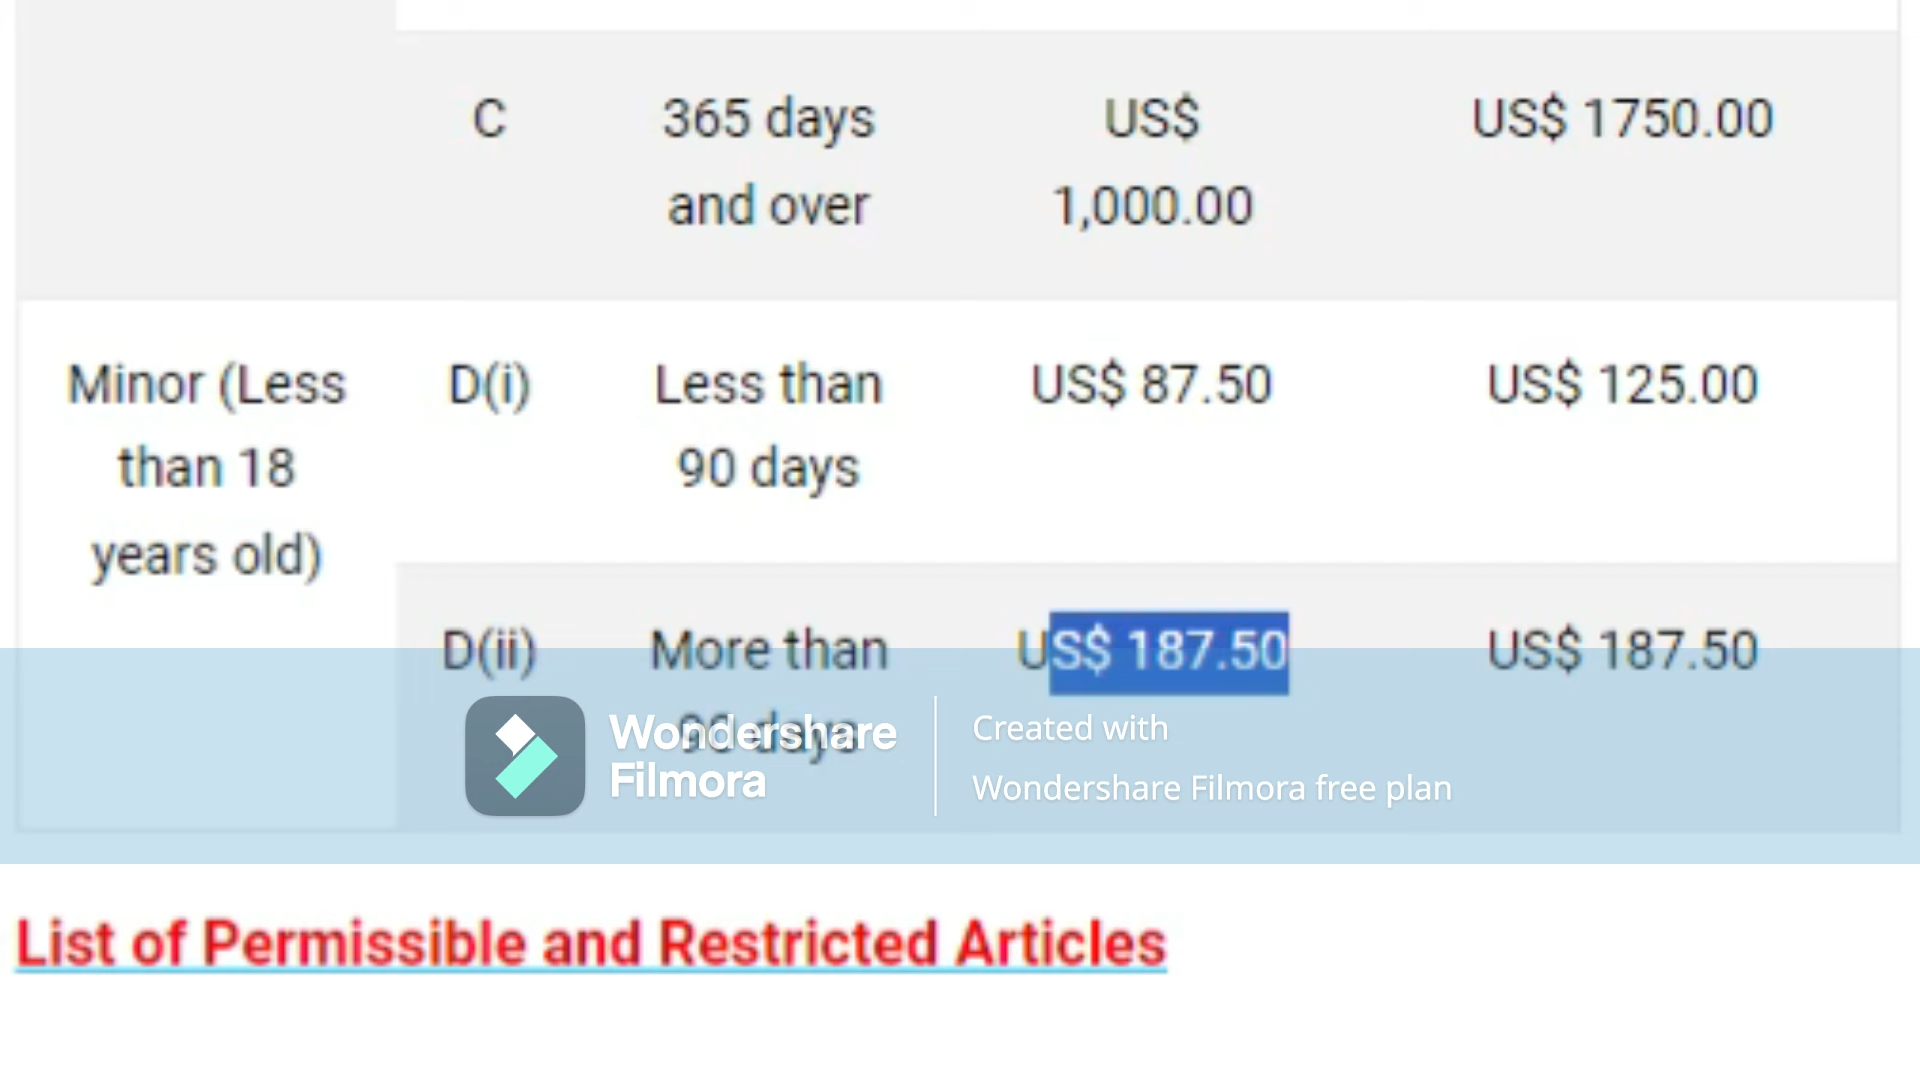 C 365 days US$ US$ 1750.00
and over 1,000.00
Minor (Less D(i) Less than US$ 87.50 US$ 125.00
than 18 90 days
years old)
D(ii) More than US$ 187.50 US$ 187.50
90 days
Wondershare
Filmora
Created with
Wondershare Filmora free plan
List of Permissible and Restricted Articles